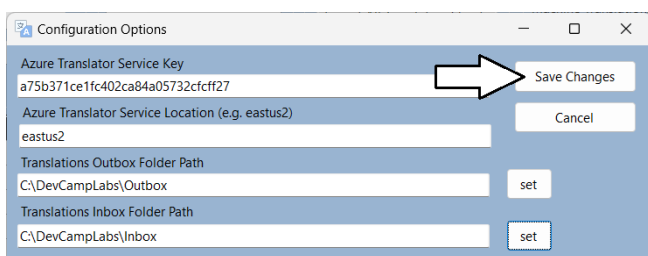 Configuration Options
Azure Translator Service Key
a75b371ce1fc402ca84a05732cfcff27
Save Changes
Azure Translator Service Location (e.g. eastus2)
Cancel
eastus2
Translations Outbox Folder Path
C:\DevCampLabs\Outbox
set
Translations Inbox Folder Path
C:\DevCampLabs\Inbox
set